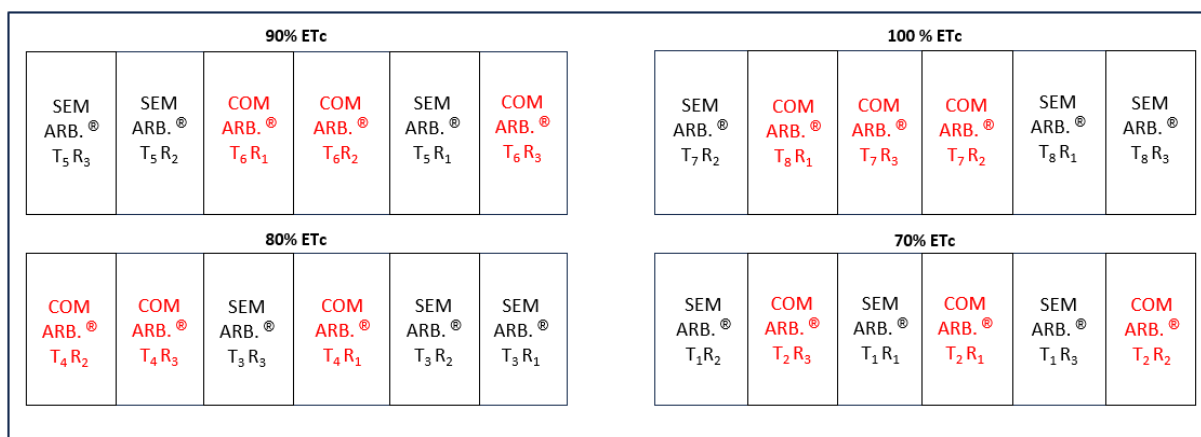 90% ETc
SEM ARB. ® T₅ R₃
SEM ARB. ® T₅ R₂
COM ARB. ® T₆ R₁
COM ARB. ® T₆R₂
SEM ARB. ® T₅ R₁
COM ARB. ® T₆ R₃
100 % ETc
SEM ARB. ® T₇ R₂
COM ARB. ® T₈ R₁
COM ARB. ® T₇ R₃
COM ARB. ® T₇ R₂
SEM ARB. ® T₈ R₁
SEM ARB. ® T₈ R₃
80% ETc
COM ARB. ® T₄ R₂
COM ARB. ® T₄ R₃
SEM ARB. ® T₃ R₃
COM ARB. ® T₄ R₁
SEM ARB. ® T₃ R₂
SEM ARB. ® T₃ R₁
70% ETc
SEM ARB. ® T₁R₂
COM ARB. ® T₂ R₃
SEM ARB. ® T₁ R₁
COM ARB. ® T₂ R₁
SEM ARB. ® T₁ R₃
COM ARB. ® T₂ R₂